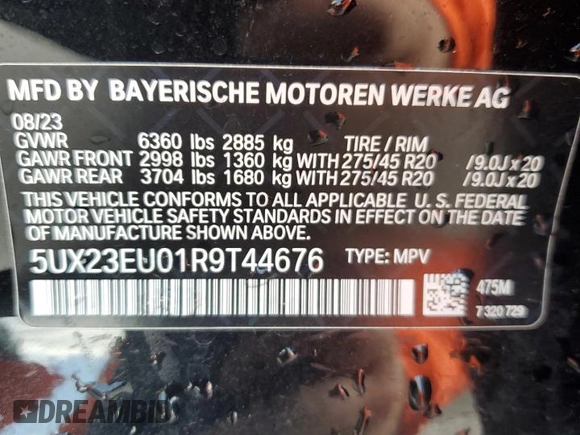 MFD BY BAYERISCHE MOTOREN WERKE AG
08/23
GVWR 6360 lbs 2885 kg TIRE / RIM
GAWR FRONT 2998 lbs 1360 kg WITH 275/45 R20 /9.0J x 20
GAWR REAR 3704 lbs 1680 kg WITH 275/45 R20 /9.0J x 20
THIS VEHICLE CONFORMS TO ALL APPLICABLE U. S. FEDERAL
MOTOR VEHICLE SAFETY STANDARDS IN EFFECT ON THE DATE
OF MANUFACTURE SHOWN ABOVE.
5UX23EU01R9T44676 TYPE: MPV
475M
7 320 729
DREAMBID